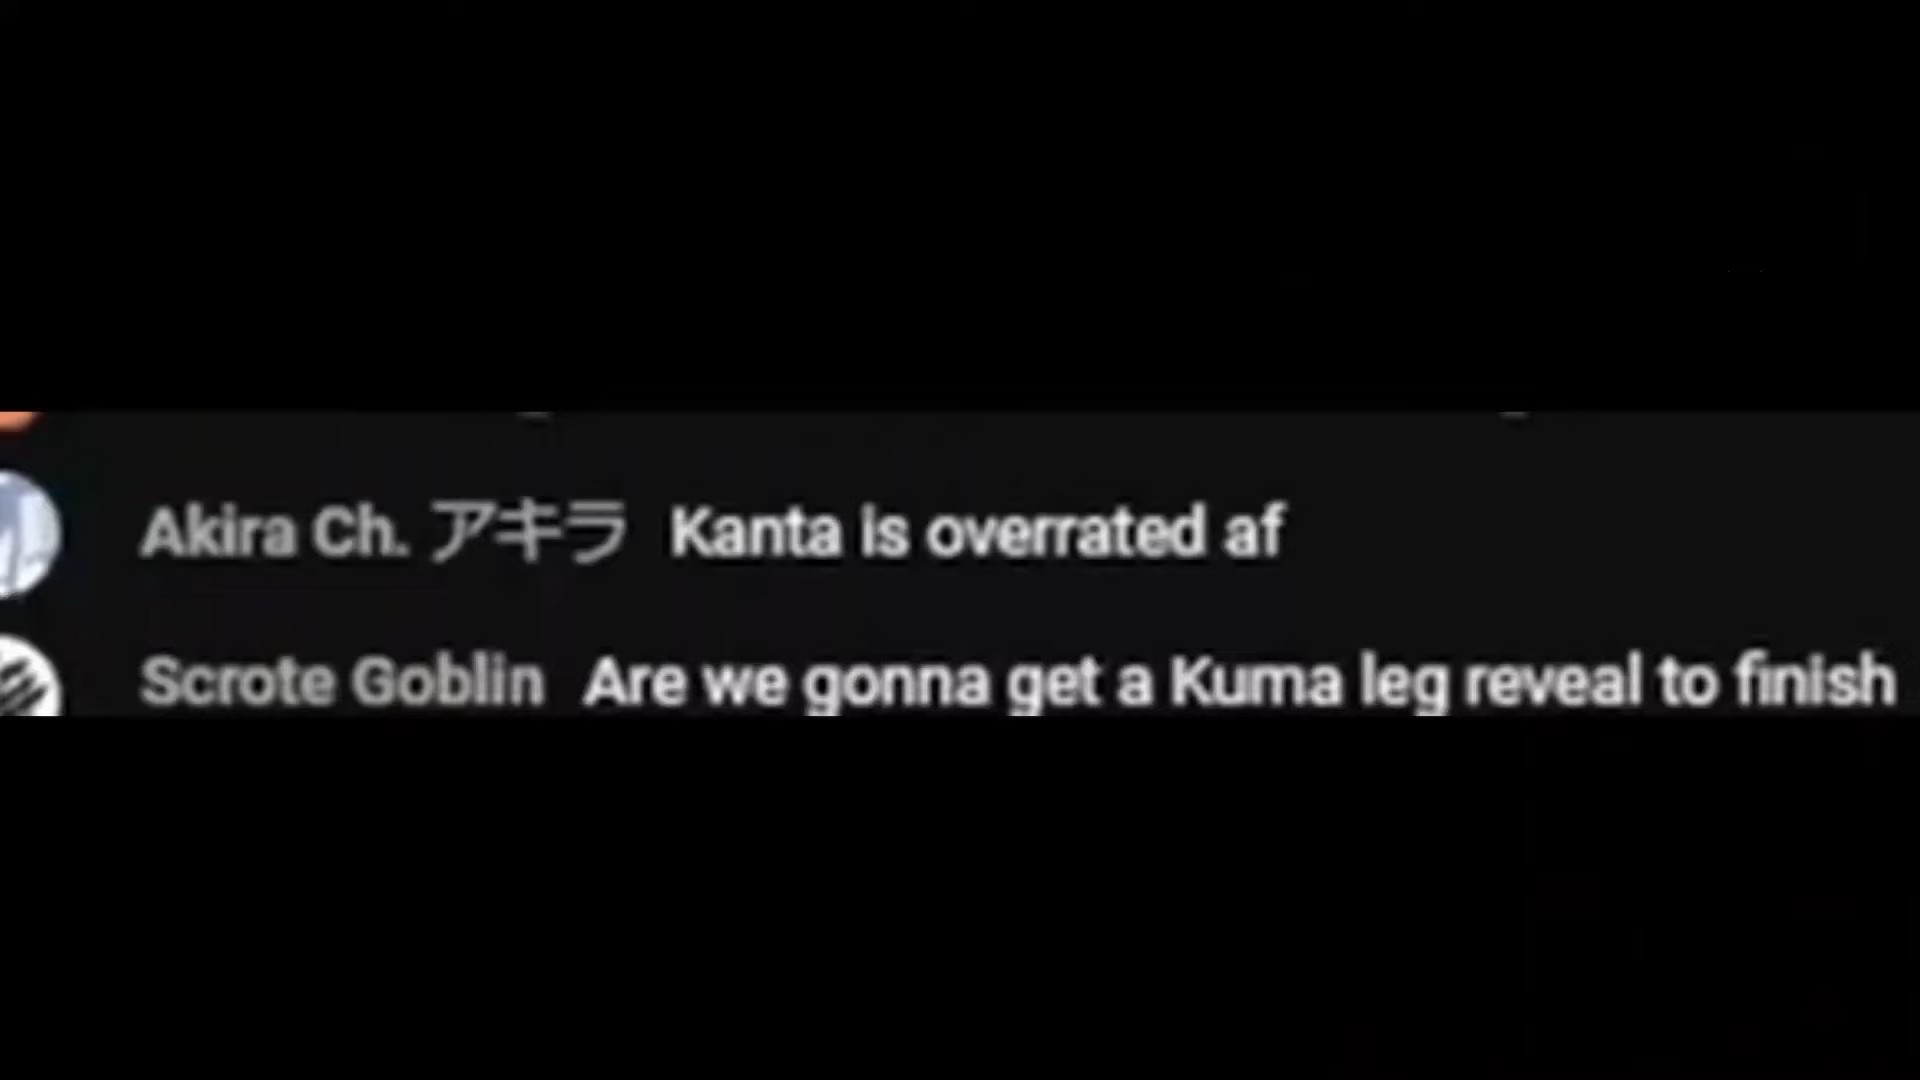 Akira Ch. アキラ Kanta is overrated af
Scrote Goblin Are we gonna get a Kuma leg reveal to finish